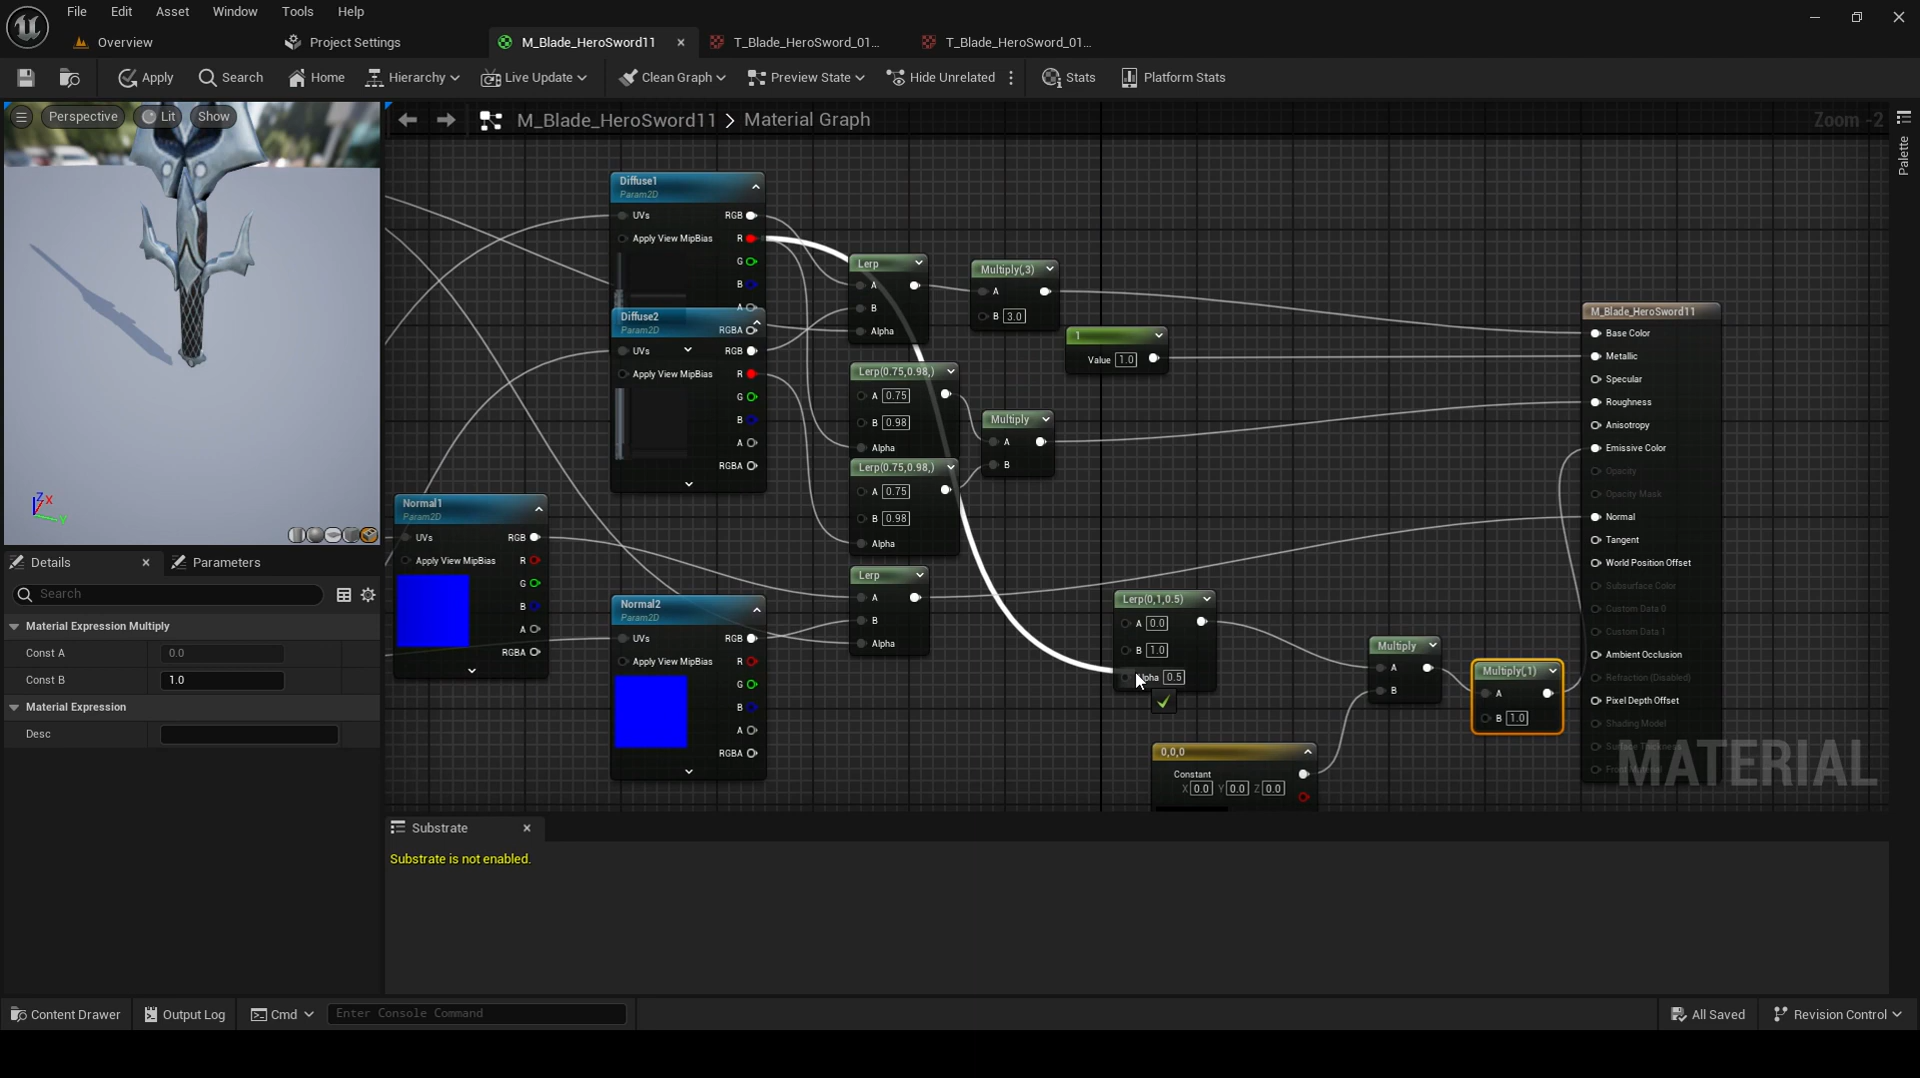 File Edit Asset Window Tools Help
Overview
Project Settings
M_Blade_HeroSword11
T_Blade_HeroSword_01...
T_Blade_HeroSword_01...
Apply
Search
Home
Hierarchy
Live Update
Clean Graph
Preview State
Hide Unrelated
Stats
Platform Stats
Perspective
Lit
Show
M_Blade_HeroSword11 > Material Graph
Zoom -2
Palette
Z X
Y
Details
Parameters
Search
Material Expression Multiply
Const A 0.0
Const B 1.0
Material Expression
Desc
Diffuse1
Param2D
UVs RGB
Apply View MipBias R
G
B
A
RGBA
Diffuse2
Param2D
UVs RGB
Apply View MipBias R
G
B
A
RGBA
Normal1
Param2D
UVs RGB
Apply View MipBias R
G
B
A
RGBA
Normal2
Param2D
UVs RGB
Apply View MipBias R
G
B
A
RGBA
Lerp
A
B
Alpha
Multiply(,3)
A
B 3.0
1
Value 1.0
Lerp(0.75,0.98,)
A 0.75
B 0.98
Alpha
Lerp(0.75,0.98,)
A 0.75
B 0.98
Alpha
Multiply
A
B
Lerp
A
B
Alpha
Lerp(0,1,0.5)
A 0.0
B 1.0
lpha 0.5
0,0,0
Constant
X 0.0 Y 0.0 Z 0.0
Multiply
A
B
Multiply(,1)
A
B 1.0
M_Blade_HeroSword11
Base Color
Metallic
Specular
Roughness
Anisotropy
Emissive Color
Opacity
Opacity Mask
Normal
Tangent
World Position Offset
Subsurface Color
Custom Data 0
Custom Data 1
Ambient Occlusion
Refraction (Disabled)
Pixel Depth Offset
Shading Model
MATERIAL
Substrate
Substrate is not enabled.
Content Drawer
Output Log
Cmd
Enter Console Command
All Saved
Revision Control